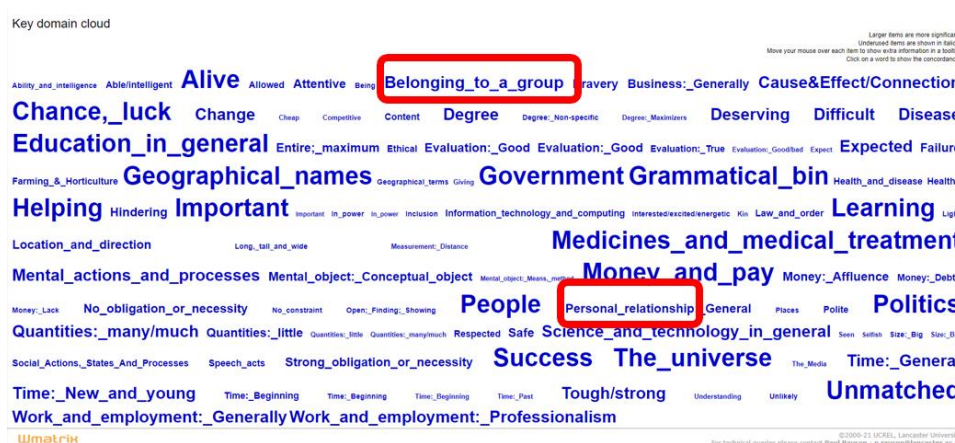 Key domain cloud
Larger items are more significan
Underused items are shown in italic
Move your mouse over each item to show extra information in a toolti
Click on a word to show the concordanc
Ability_and_intelligence Able/intelligent Alive Allowed Attentive Being Belonging_to_a_group Bravery Business:_Generally Cause&Effect/Connection
Chance,_luck Change Cheap Competitive Content Degree Degree:_Non-specific Degree:_Maximizers Deserving Difficult Disease
Education_in_general Entire;_maximum Ethical Evaluation:_Good Evaluation:_Good Evaluation:_True Evaluation:_Good/bad Expect Expected Failure
Farming_&_Horticulture Geographical_names Geographical_terms Giving Government Grammatical_bin Health_and_disease Health
Helping Hindering Important Important In_power In_power Inclusion Information_technology_and_computing Interested/excited/energetic Kin Law_and_order Learning Ligh
Location_and_direction Long,_tall_and_wide Measurement:_Distance Medicines_and_medical_treatment
Mental_actions_and_processes Mental_object:_Conceptual_object Mental_object:_Means,_method Money_and_pay Money:_Affluence Money:_Debt
Money:_Lack No_obligation_or_necessity No_constraint Open;_Finding;_Showing People Personal_relationship:_General Places Polite Politics
Quantities:_many/much Quantities:_little Quantities:_little Quantities:_many/much Respected Safe Science_and_technology_in_general Seen Selfish Size:_Big Size:_B
Social_Actions,_States_And_Processes Speech_acts Strong_obligation_or_necessity Success The_universe The_Media Time:_Genera
Time:_New_and_young Time:_Beginning Time:_Beginning Time:_Beginning Time:_Past Tough/strong Understanding Unlikely Unmatched
Work_and_employment:_Generally Work_and_employment:_Professionalism
Wmatrix
©2000-21 UCREL, Lancaster Universi